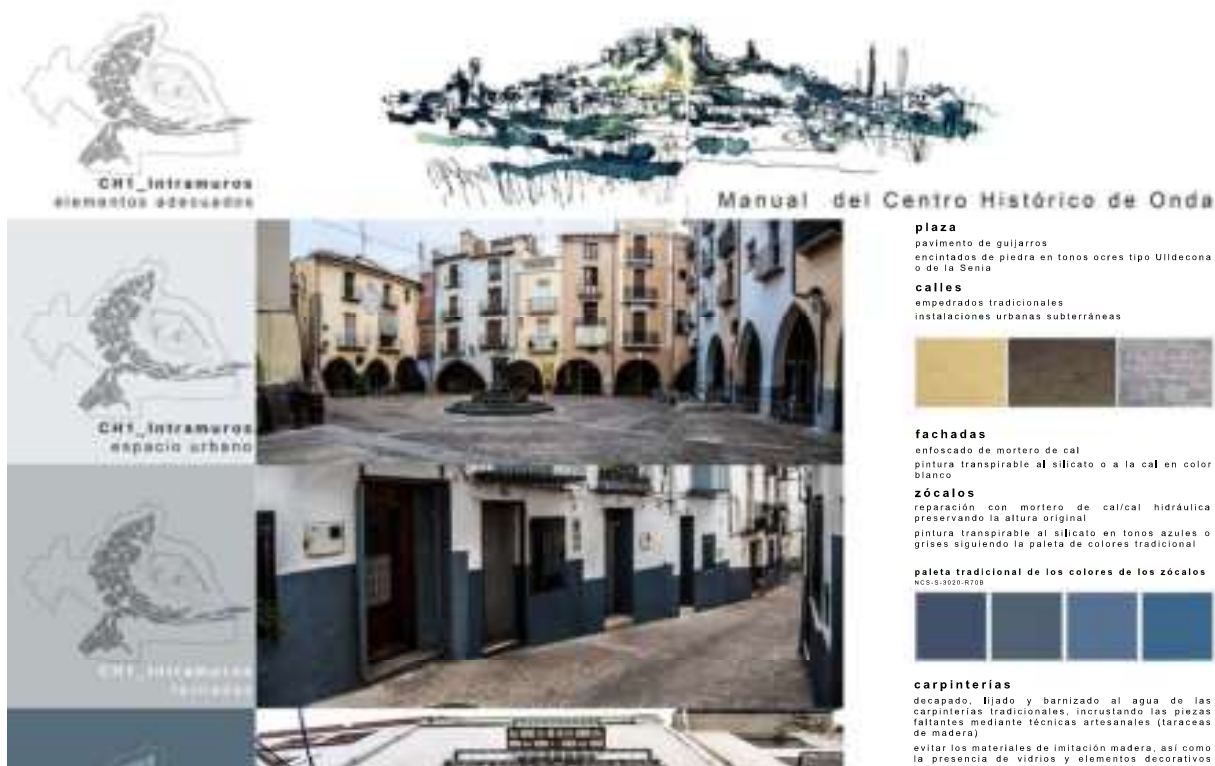 CH1_Intramuros
elementos adecuados
Manual del Centro Histórico de Onda
CH1_Intramuros
espacio urbano
CH1_Intramuros
fachadas
plaza
pavimento de guijarros
encintados de piedra en tonos ocres tipo Ulldecona
o de la Senia
calles
empedrados tradicionales
instalaciones urbanas subterráneas
fachadas
enfoscado de mortero de cal
pintura transpirable al silicato o a la cal en color
blanco
zócalos
reparación con mortero de cal/cal hidráulica
preservando la altura original
pintura transpirable al silicato en tonos azules o
grises siguiendo la paleta de colores tradicional
paleta tradicional de los colores de los zócalos
NCS-S-3020-R70B
carpinterías
derapado, lijado y barnizado al agua de las
carpinterías tradicionales, incrustando las piezas
faltantes mediante técnicas artesanales
de madera)
evitar los materiales de imitación madera, así como
la presencia de vidrios y elementos decorativos